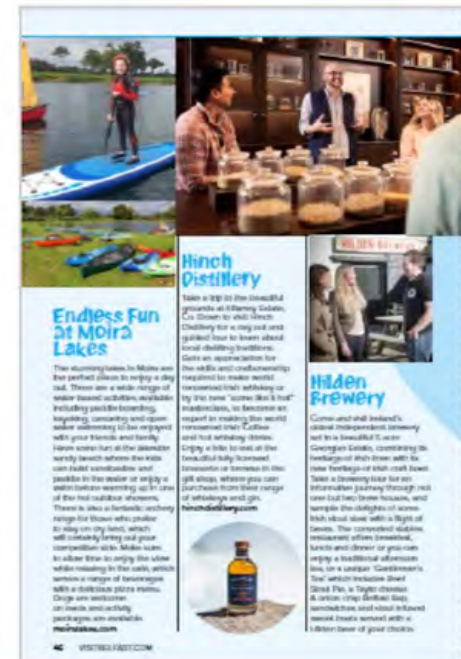 Endless Fun
at Moira
Lakes
The stunning lakes in Moira are
the perfect place to enjoy a day
out. There are a wide range of
water based activities available
including paddle boarding,
kayaking, canoeing and open
water swimming to be enjoyed
with your friends and family.
Have some fun at the
sandy beach where the kids
can build sandcastles and
paddle in the water or enjoy a
swim before warming up in one
of the hot outdoor showers.
There is also a fantastic archery
range for those who prefer
to stay on dry land, which
will certainly bring out your
competitive side. Make sure
to allow time to enjoy the view
while relaxing in the cafe, which
serves a range of beverages
with a delicious pizza menu.
Dogs are welcome
on leads and activity
packages are available.
moiralakes.com
Hinch
Distillery
Take a trip to the beautiful
grounds at Killaney Estate,
Co. Down to visit Hinch
Distillery for a day out and
guided tour to learn about
local distilling traditions.
Gain an appreciation for
the skills and craftsmanship
required to make world
renowned Irish whiskey or
try the new "some like it hot"
masterclass, to become an
expert in making the world
renowned Irish Coffee
and hot whiskey drinks.
Enjoy a bite to eat at the
beautiful fully licensed
brasserie or browse in the
gift shop, where you can
purchase from their range
of whiskeys and gin.
hinchdistillery.com
HILDEN BREWERY
Hilden
Brewery
Come and visit Ireland's
oldest independent brewery
set in a beautiful 5 acre
Georgian Estate, combining its
heritage of Irish linen with its
new heritage of Irish craft beer.
Take a brewery tour for an
informative journey through not
one but two brew houses, and
sample the delights of some
Irish stout stew with a flight of
beers. The converted stables
restaurant offers breakfast,
lunch and dinner or you can
enjoy a traditional afternoon
tea, or a unique 'Gentlemen's
Tea' which includes Beef
Stout Pie, a Tayto cheese
& onion crisp Belfast Bap,
sandwiches and stout infused
sweet treats served with a
Hilden beer of your choice.
46 VISITBELFAST.COM